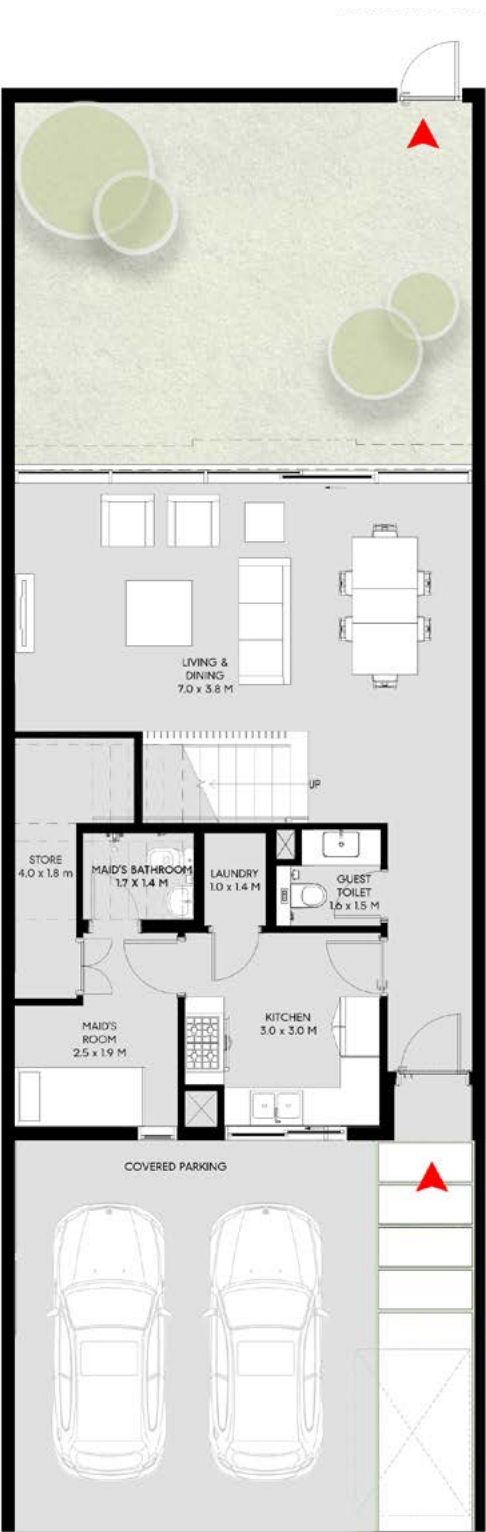 LIVING &
DINING
7.0 x 3.8 M
UP
STORE
4.0 x 1.8 m
MAID'S BATHROOM
1.7 x 1.4 M
LAUNDRY
1.0 x 1.4 M
GUEST
TOILET
1.6 x 1.5 M
KITCHEN
3.0 x 3.0 M
MAID'S
ROOM
2.5 x 1.9 M
COVERED PARKING